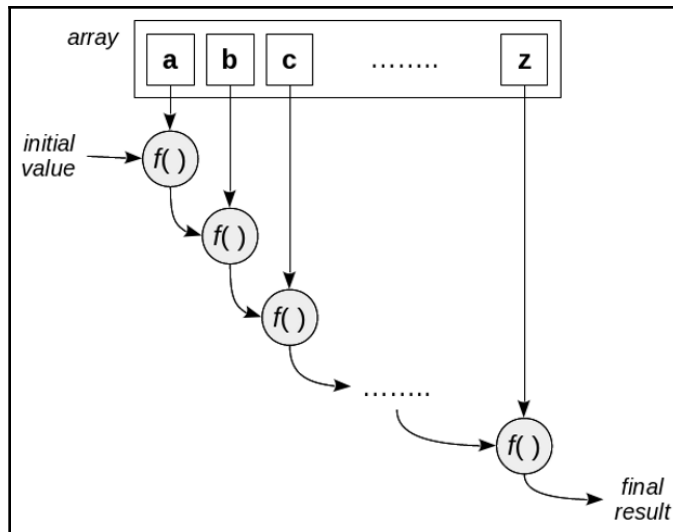 array
a b c ........ z
initial
value
f( )
f( )
f( )
........
f( )
final
result